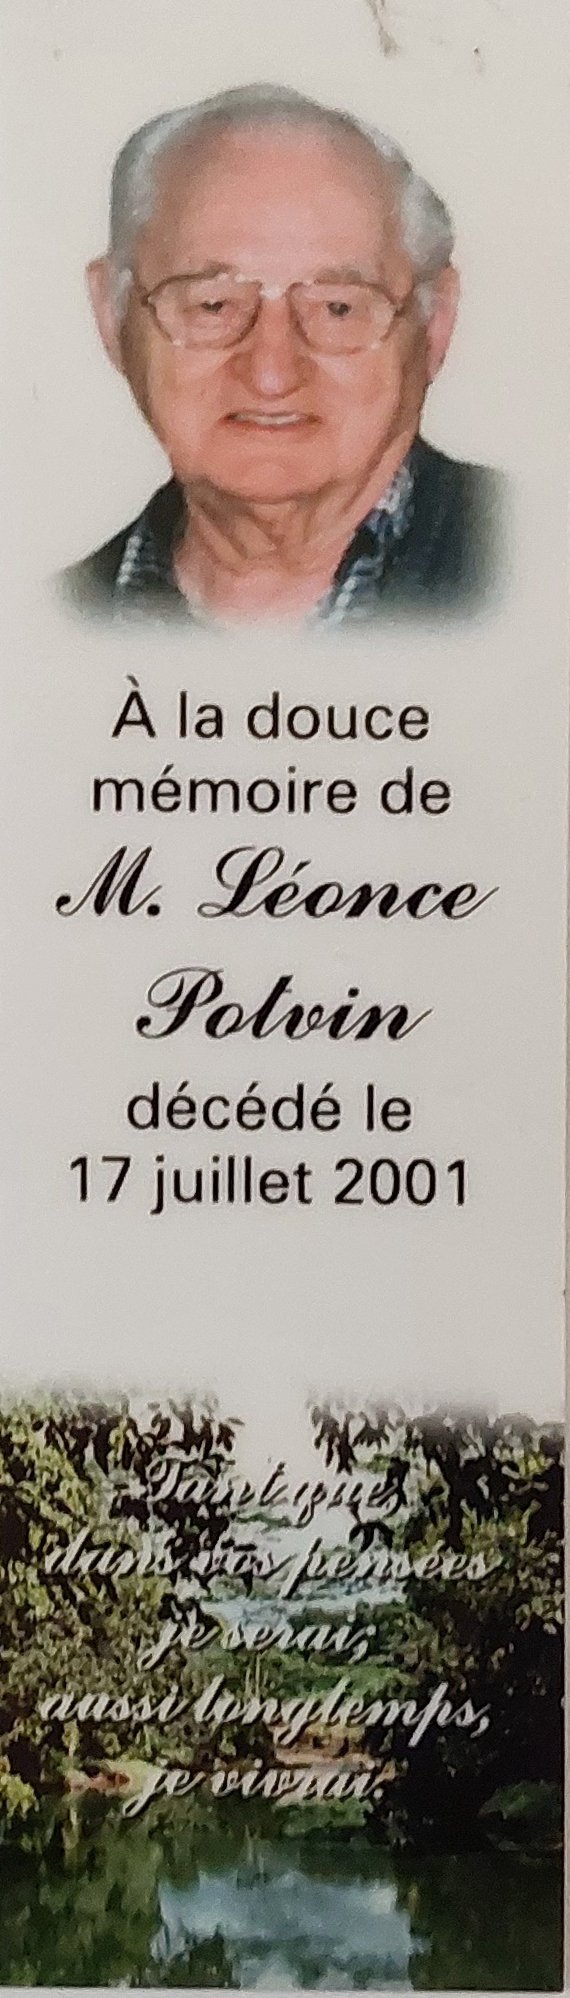 À la douce
mémoire de
M. Léonce
Potvin
décédé le
17 juillet 2001
Tant que,
dans vos pensées
je serai;
aussi longtemps,
je vivrai.